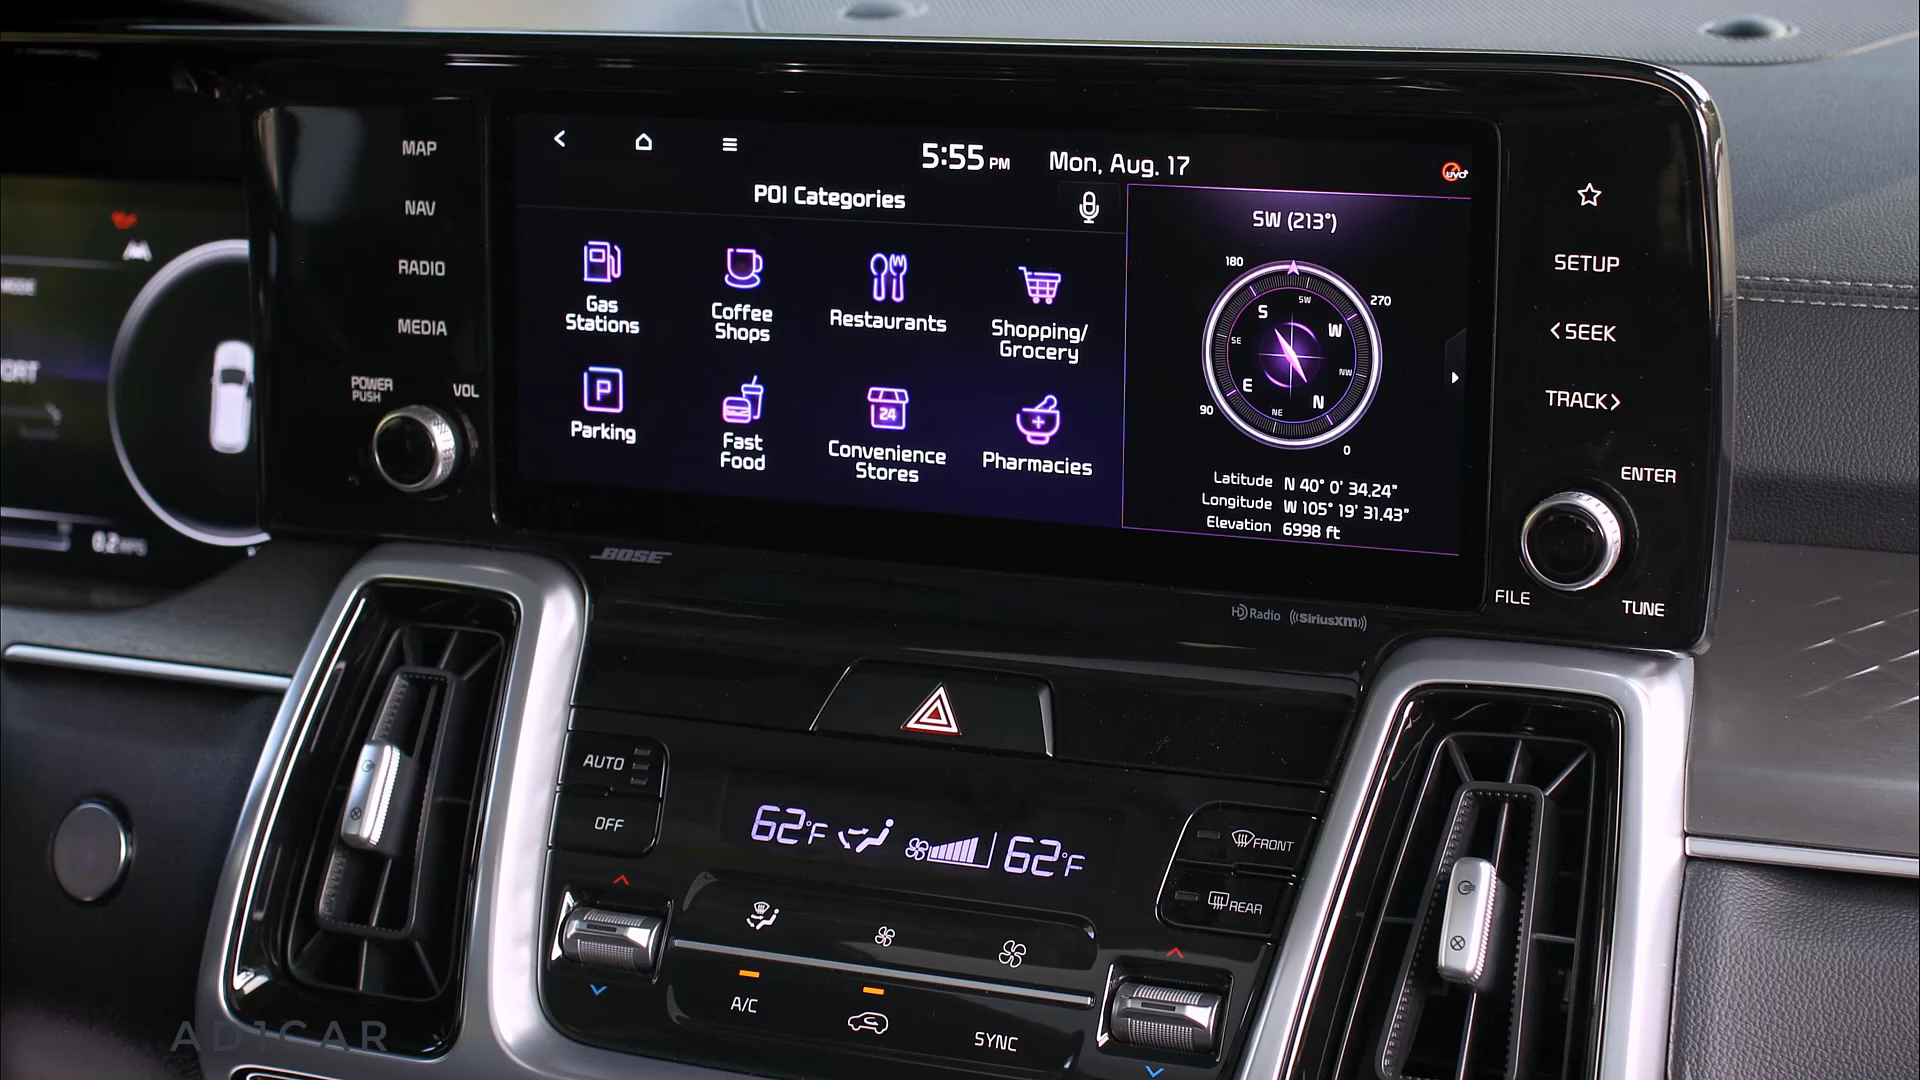 MAP
NAV
RADIO
MEDIA
POWER
PUSH
VOL
5:55 PM
Mon, Aug. 17
UVO
POI Categories
Gas
Stations
Coffee
Shops
Restaurants
Shopping/
Grocery
P
Parking
Fast
Food
24
Convenience
Stores
Pharmacies
SW (213°)
180
270
SW
S
W
SE
NW
E
N
NE
90
0
Latitude N 40° 0' 34.24"
Longitude W 105° 19' 31.43"
Elevation 6998 ft
SETUP
SEEK
TRACK
ENTER
FILE
TUNE
BOSE
HD Radio
((SiriusXM))
AUTO
OFF
62°F
62°F
FRONT
REAR
A/C
SYNC
AD1CAR